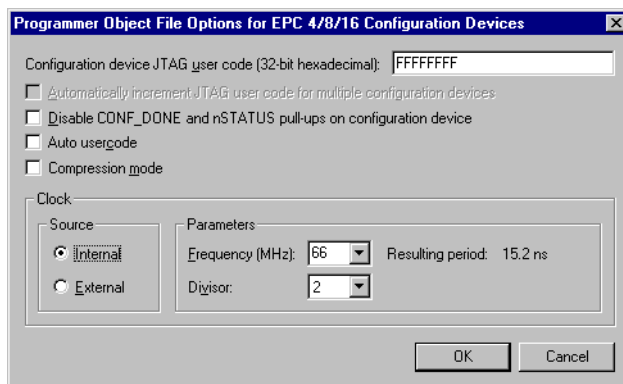 Programmer Object File Options for EPC 4/8/16 Configuration Devices
Configuration device JTAG user code (32-bit hexadecimal): FFFFFFFF
Automatically increment JTAG user code for multiple configuration devices
Disable CONF_DONE and nSTATUS pull-ups on configuration device
Auto usercode
Compression mode
Clock
Source
Internal
External
Parameters
Frequency (MHz): 66 Resulting period: 15.2 ns
Divisor: 2
OK Cancel